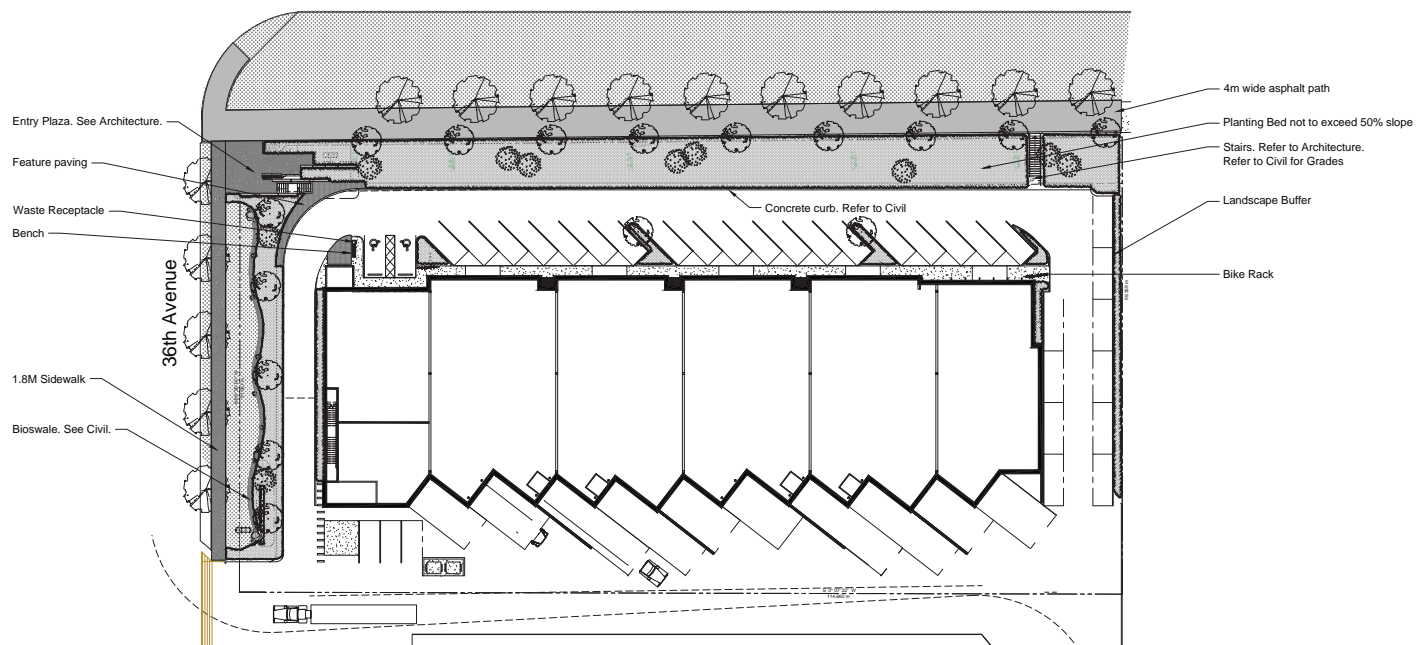 4m wide asphalt path
Entry Plaza. See Architecture.
Planting Bed not to exceed 50% slope
Stairs. Refer to Architecture.
Refer to Civil for Grades
Feature paving
Landscape Buffer
Waste Receptacle
Concrete curb. Refer to Civil
Bench
Bike Rack
36th Avenue
1.8M Sidewalk
Bioswale. See Civil.